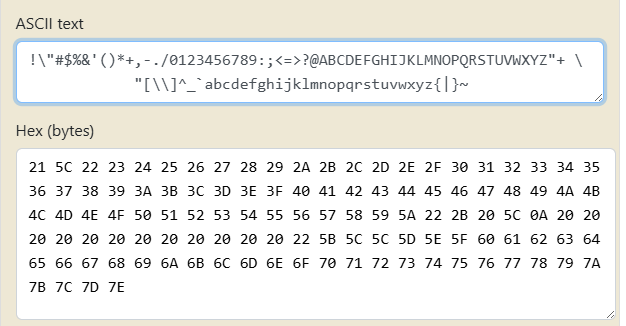 ASCII text
!\"#$%&'()*+,-./0123456789:;<=>?@ABCDEFGHIJKLMNOPQRSTUVWXYZ"+ \
"[\\]^_`abcdefghijklmnopqrstuvwxyz{|}~
Hex (bytes)
21 5C 22 23 24 25 26 27 28 29 2A 2B 2C 2D 2E 2F 30 31 32 33 34 35
36 37 38 39 3A 3B 3C 3D 3E 3F 40 41 42 43 44 45 46 47 48 49 4A 4B
4C 4D 4E 4F 50 51 52 53 54 55 56 57 58 59 5A 22 2B 20 5C 0A 20 20
20 20 20 20 20 20 20 20 20 22 5B 5C 5C 5D 5E 5F 60 61 62 63 64
65 66 67 68 69 6A 6B 6C 6D 6E 6F 70 71 72 73 74 75 76 77 78 79 7A
7B 7C 7D 7E